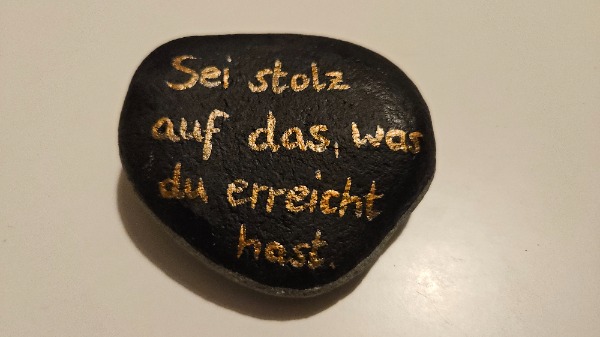 Sei stolz
auf das, was
du erreicht
hast.